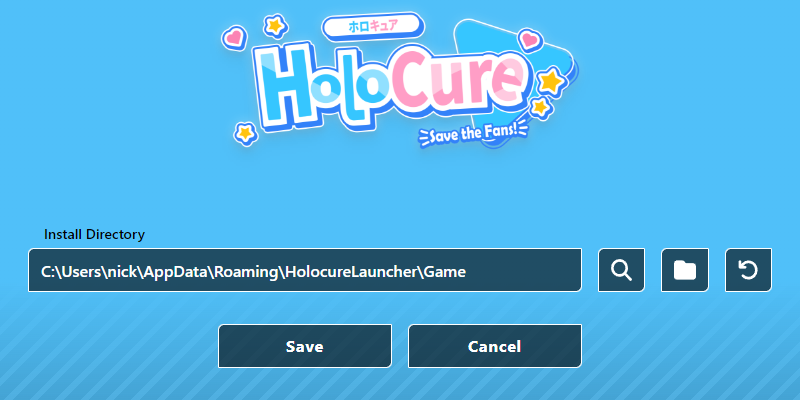 ホロキュア
HoloCure
Save the Fans!
Install Directory
C:\Users\nick\AppData\Roaming\HolocureLauncher\Game
Save
Cancel